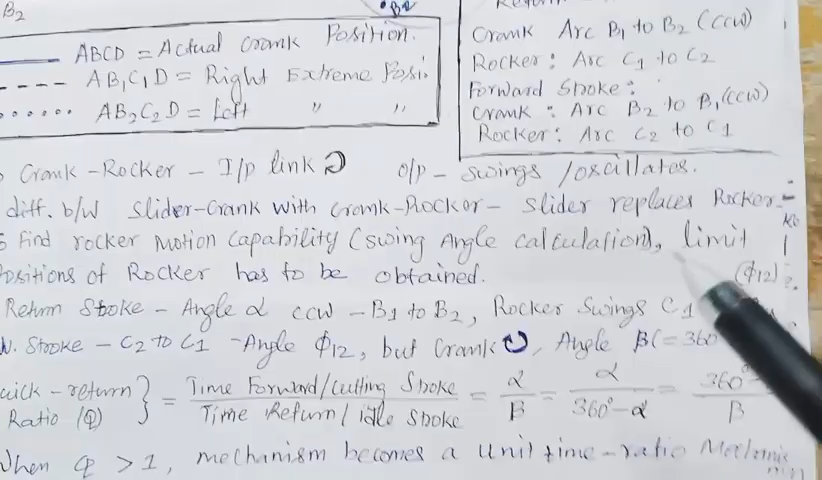 B2
B2
ABCD = Actual Crank Position.
AB1C1D = Right Extreme Posi.
AB2C2D = Left " "
Crank Arc B1 to B2 (CCW)
Rocker: Arc C1 to C2
Forward Stroke:
Crank: Arc B2 to B1 (CCW)
Rocker: Arc C2 to C1
Crank-Rocker - I/p link o/p - swings / oscillates.
diff. b/w Slider-Crank with Crank-Rocker - Slider replaces Rocker
find rocker Motion Capability (Swing Angle calculation), limit
Positions of Rocker has to be obtained. (Φ12)
Return Stroke - Angle α CCW - B1 to B2, Rocker Swings C1
W. Stroke - C2 to C1 - Angle Φ12, but Crank, Angle β(= 360°
uick-return Ratio (Q) } = Time Forward/Cutting Stroke / Time Return/idle Stroke = α/β = α/360°-α = 360°- /β
When Q > 1, mechanism becomes a Unit time-ratio